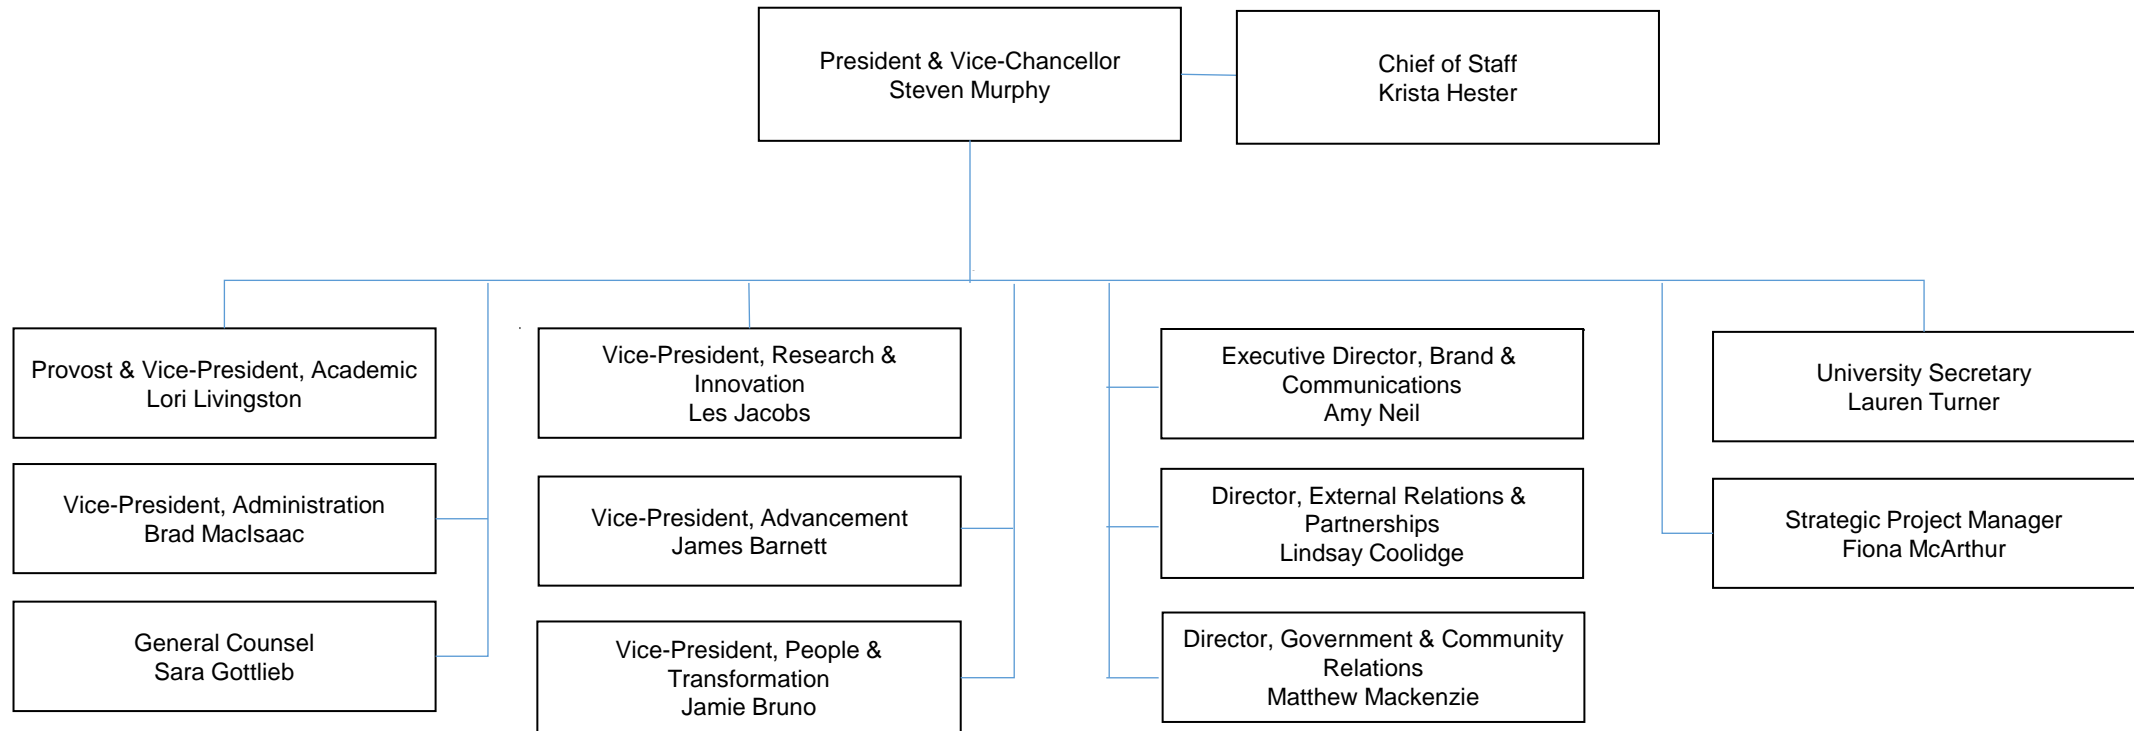 President & Vice-Chancellor
Steven Murphy
Chief of Staff
Krista Hester
Provost & Vice-President, Academic
Lori Livingston
Vice-President, Administration
Brad MacIsaac
General Counsel
Sara Gottlieb
Vice-President, Research &
Innovation
Les Jacobs
Vice-President, Advancement
James Barnett
Vice-President, People &
Transformation
Jamie Bruno
Executive Director, Brand &
Communications
Amy Neil
Director, External Relations &
Partnerships
Lindsay Coolidge
Director, Government & Community
Relations
Matthew Mackenzie
University Secretary
Lauren Turner
Strategic Project Manager
Fiona McArthur